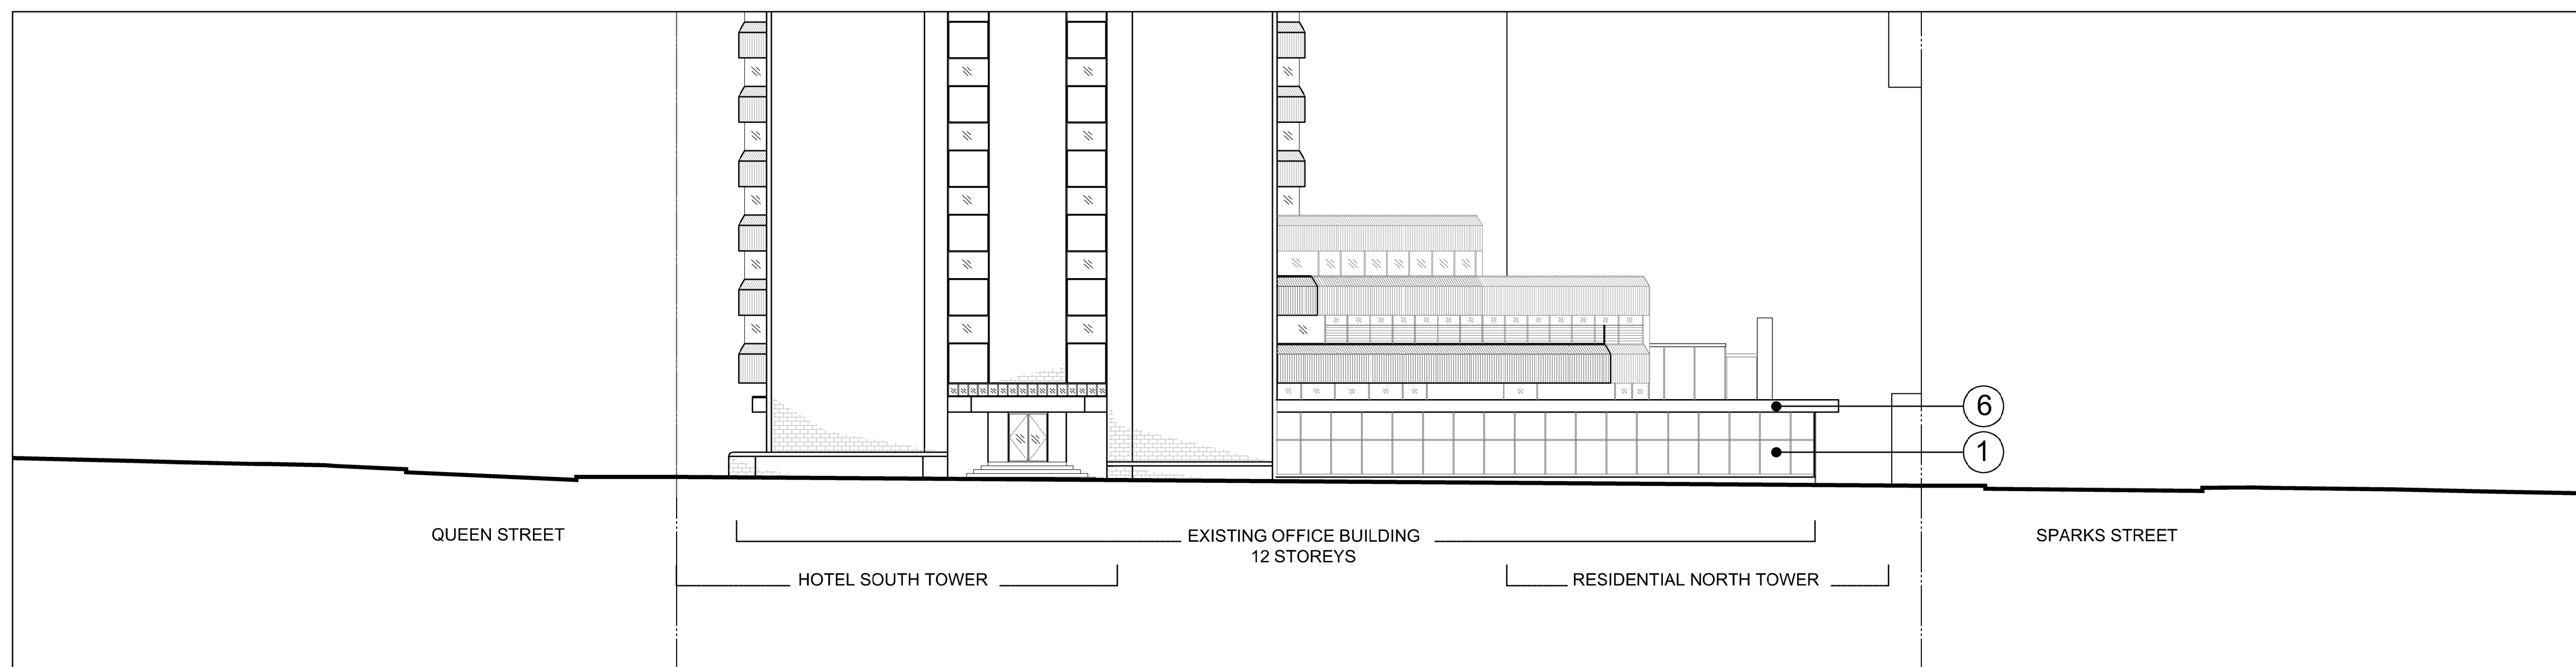 6
1
QUEEN STREET
EXISTING OFFICE BUILDING
12 STOREYS
SPARKS STREET
HOTEL SOUTH TOWER
RESIDENTIAL NORTH TOWER